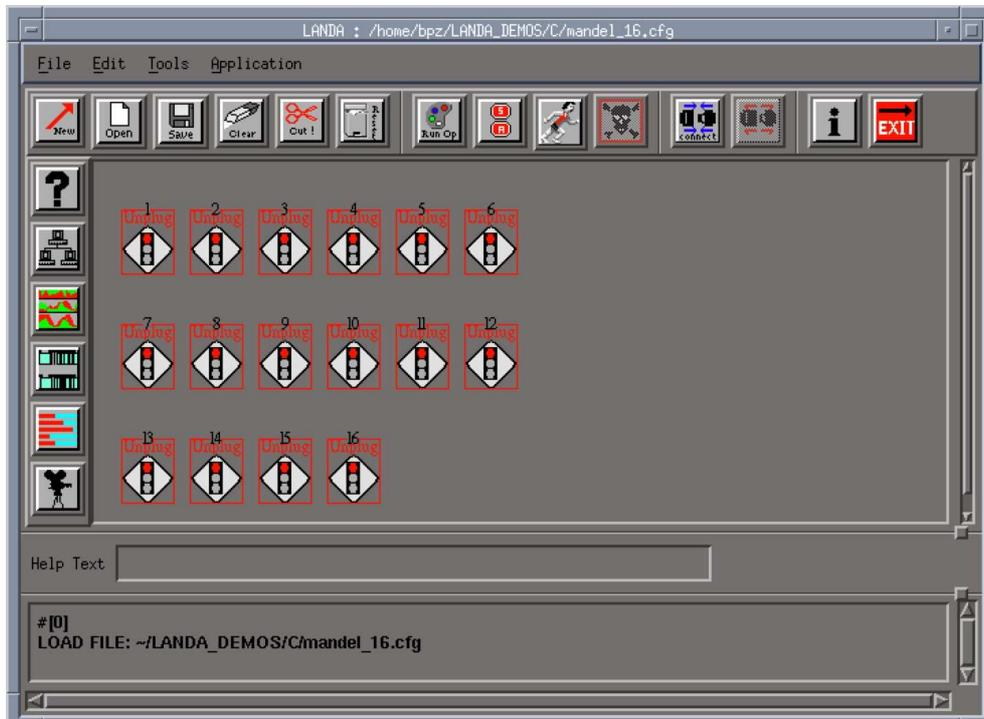 LANDA : /home/bpz/LANDA_DEMOS/C/mandel_16.cfg
File Edit Tools Application
New Open Save Clear Cut ! Reset Run Op S R connect i EXIT
?
1 2 3 4 5 6
Unplug Unplug Unplug Unplug Unplug Unplug
7 8 9 10 11 12
Unplug Unplug Unplug Unplug Unplug Unplug
13 14 15 16
Unplug Unplug Unplug Unplug
Help Text
#[0]
LOAD FILE: ~/LANDA_DEMOS/C/mandel_16.cfg